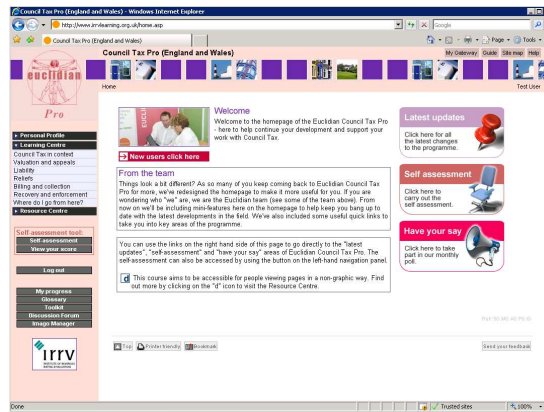 Council Tax Pro (England and Wales) - Windows Internet Explorer
http://www.irrvlearning.org.uk/home.asp
Google
Council Tax Pro (England and Wales)
Page
Tools
Council Tax Pro (England and Wales)
My Gateway Guide Site map Help
euclidian
Pro
Home
Test User
Personal Profile
Learning Centre
Council Tax in context
Valuation and appeals
Liability
Reliefs
Billing and collection
Recovery and enforcement
Where do I go from here?
Resource Centre
Self-assessment tool:
Self-assessment
View your score
Log out
My progress
Glossary
Toolkit
Discussion Forum
Imago Manager
irrv
EUCLID
New users click here
Welcome
Welcome to the homepage of the Euclidian Council Tax Pro
- here to help continue your development and support your
work with Council Tax.
From the team
Things look a bit different? As so many of you keep coming back to Euclidian Council Tax
Pro for more, we've redesigned the homepage to make it more useful for you. If you are
wondering who "we" are, we are the Euclidian team (see some of the team above). From
now on we'll be including mini-features here on the homepage to help keep you bang up to
date with the latest developments in the field. We've also included some useful quick links to
take you into key areas of the programme.
You can use the links on the right hand side of this page to go directly to the "latest
updates", "self-assessment" and "have your say" areas of Euclidian Council Tax Pro. The
self-assessment can also be accessed by using the button on the left-hand navigation panel.
d This course aims to be accessible for people viewing pages in a non-graphic way. Find
out more by clicking on the "d" icon to visit the Resource Centre.
Latest updates
Click here for all
the latest changes
to the programme.
Self assessment
Click here to
carry out the
self assessment.
Have your say
Click here to take
part in our monthly
poll.
Top
Printer friendly
Bookmark
Send your feedback
Done
Trusted sites
100%